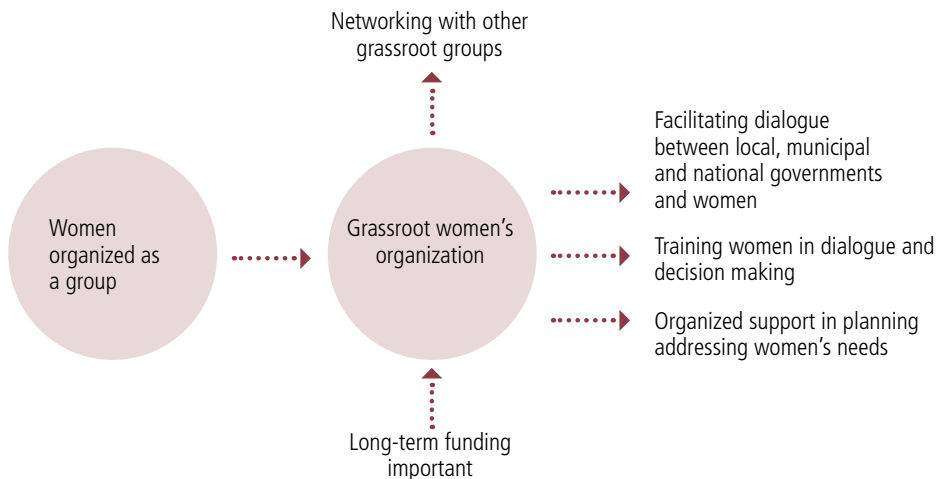 Networking with other
grassroot groups
Women
organized as
a group
Grassroot women's
organization
Facilitating dialogue
between local, municipal
and national governments
and women
Training women in dialogue and
decision making
Organized support in planning
addressing women's needs
Long-term funding
important